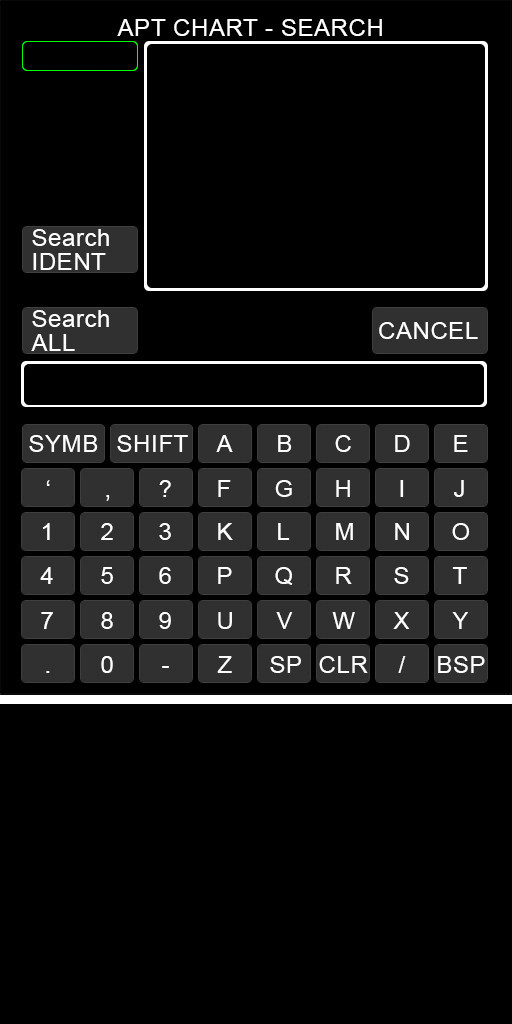 APT CHART - SEARCH
Search
IDENT
Search
ALL
CANCEL
SYMB SHIFT A B C D E
‘ , ? F G H I J
1 2 3 K L M N O
4 5 6 P Q R S T
7 8 9 U V W X Y
. 0 - Z SP CLR / BSP